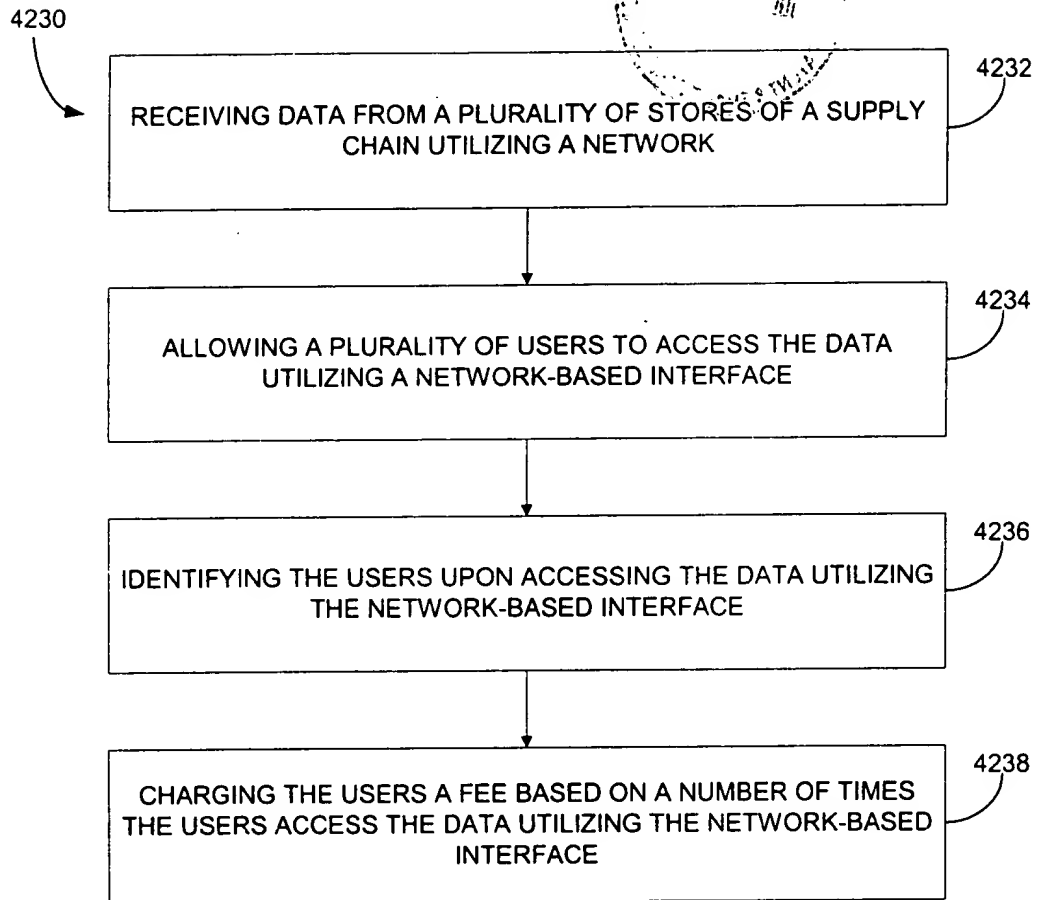 4230
4232
RECEIVING DATA FROM A PLURALITY OF STORES OF A SUPPLY
CHAIN UTILIZING A NETWORK
4234
ALLOWING A PLURALITY OF USERS TO ACCESS THE DATA
UTILIZING A NETWORK-BASED INTERFACE
4236
IDENTIFYING THE USERS UPON ACCESSING THE DATA UTILIZING
THE NETWORK-BASED INTERFACE
4238
CHARGING THE USERS A FEE BASED ON A NUMBER OF TIMES
THE USERS ACCESS THE DATA UTILIZING THE NETWORK-BASED
INTERFACE